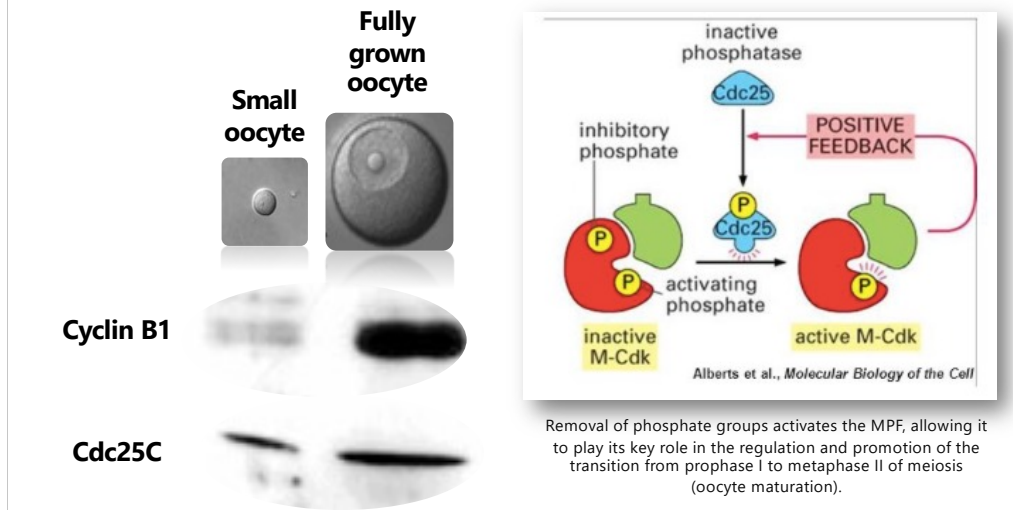 Fully
grown
oocyte
Small
oocyte
Cyclin B1
Cdc25C
inactive
phosphatase
Cdc25
inhibitory
phosphate
POSITIVE
FEEDBACK
P
Cdc25
P
P
P
activating
phosphate
inactive
M-Cdk
active M-Cdk
Alberts et al., Molecular Biology of the Cell
Removal of phosphate groups activates the MPF, allowing it
to play its key role in the regulation and promotion of the
transition from prophase I to metaphase II of meiosis
(oocyte maturation).